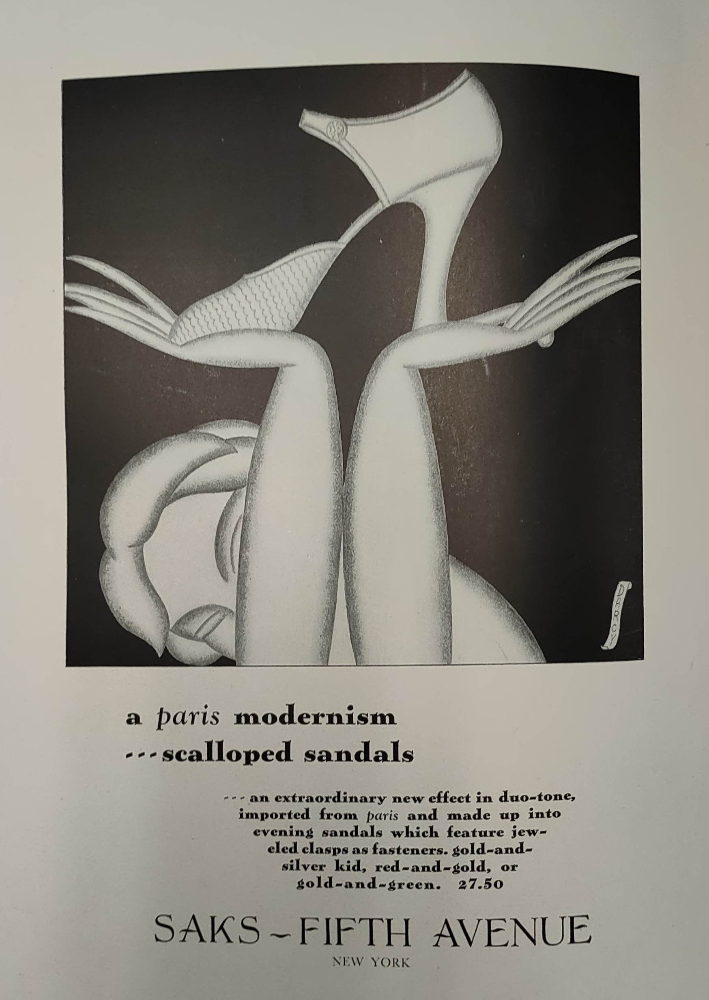 DARCY
a paris modernism
---scalloped sandals
--- an extraordinary new effect in duo-tone,
imported from paris and made up into
evening sandals which feature jew-
eled clasps as fasteners. gold-and-
silver kid, red-and-gold, or
gold-and-green. 27.50
SAKS~FIFTH AVENUE
NEW YORK